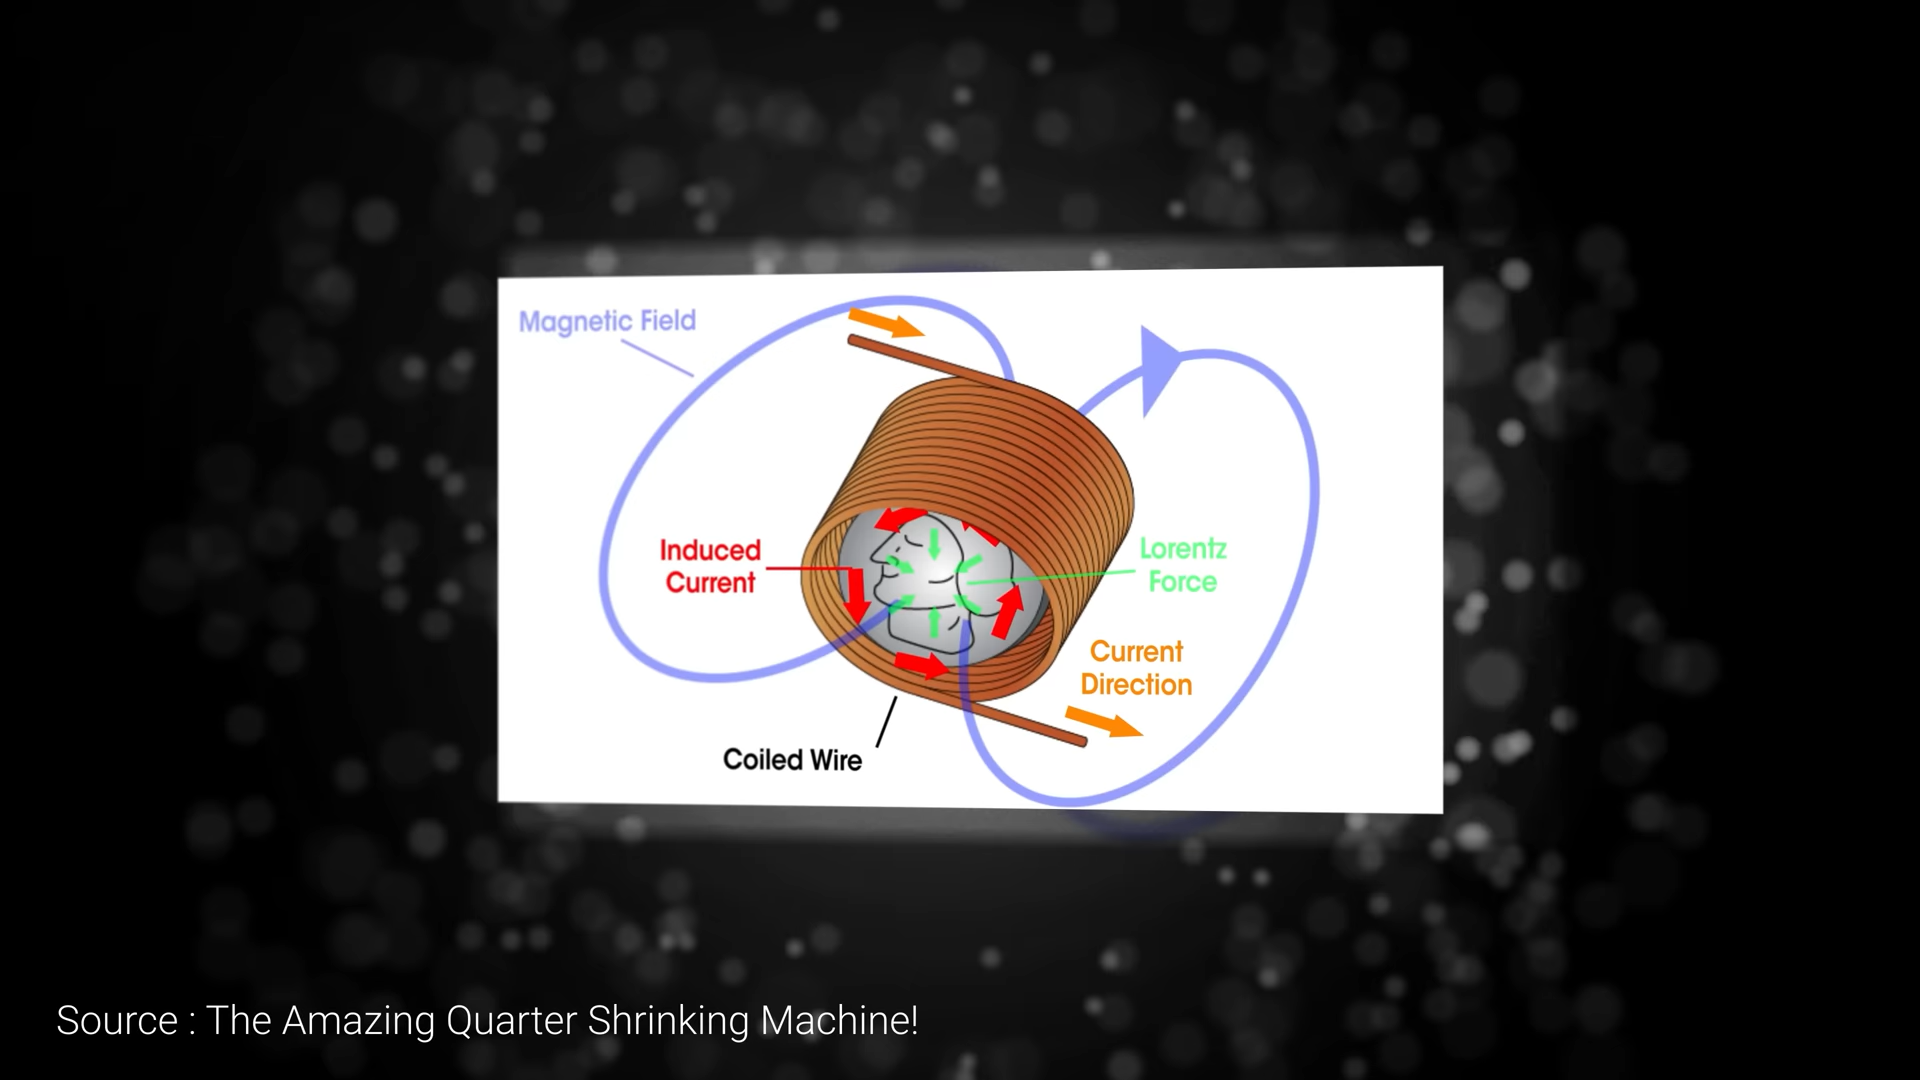 Magnetic Field
Induced
Current
Lorentz
Force
Current
Direction
Coiled Wire
Source : The Amazing Quarter Shrinking Machine!